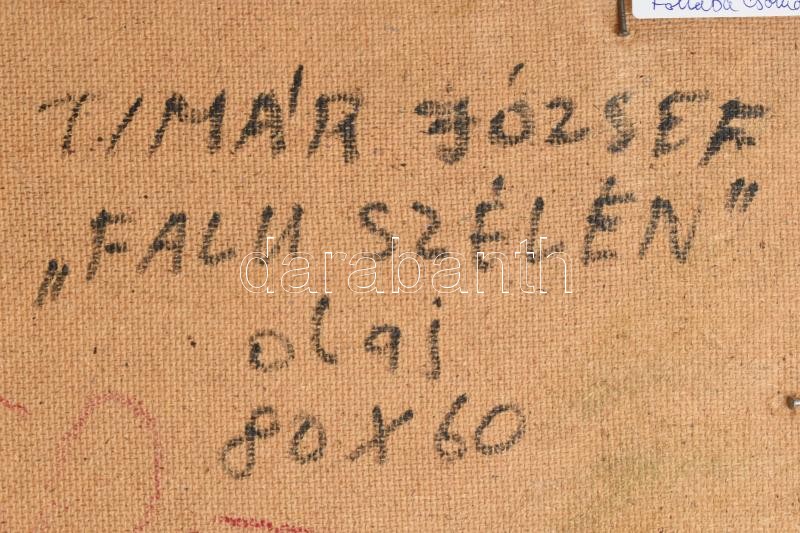 TIMÁR JÓZSEF
„FALU SZÉLÉN"
olaj
80X60
darabanth